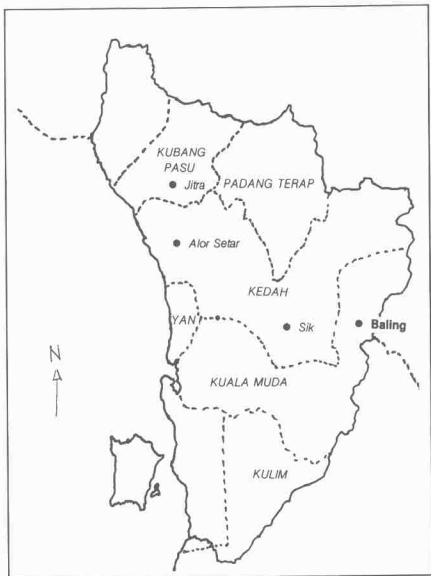 KUBANG
PASU
Jitra
PADANG TERAP
Alor Setar
KEDAH
YAN
Sik
Baling
N
KUALA MUDA
KULIM